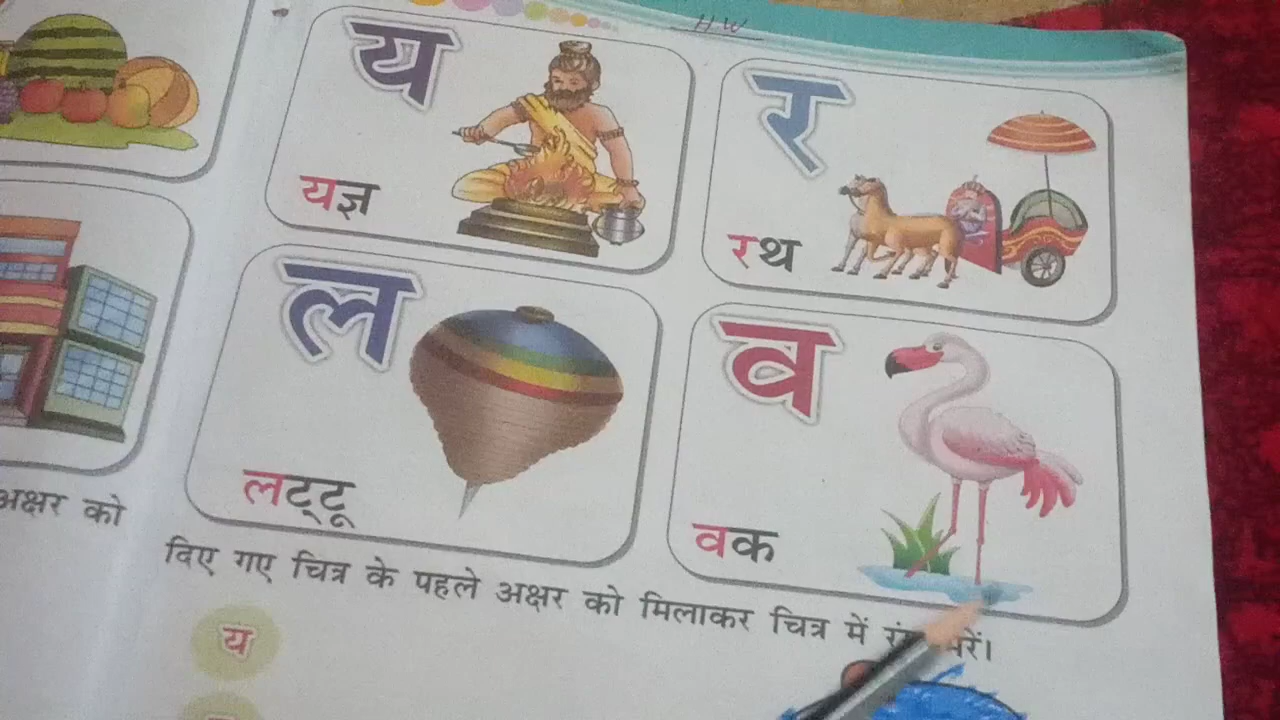 H.W
य
यज्ञ
र
रथ
ल
लट्टू
व
वक
अक्षर को
दिए गए चित्र के पहले अक्षर को मिलाकर चित्र में
य